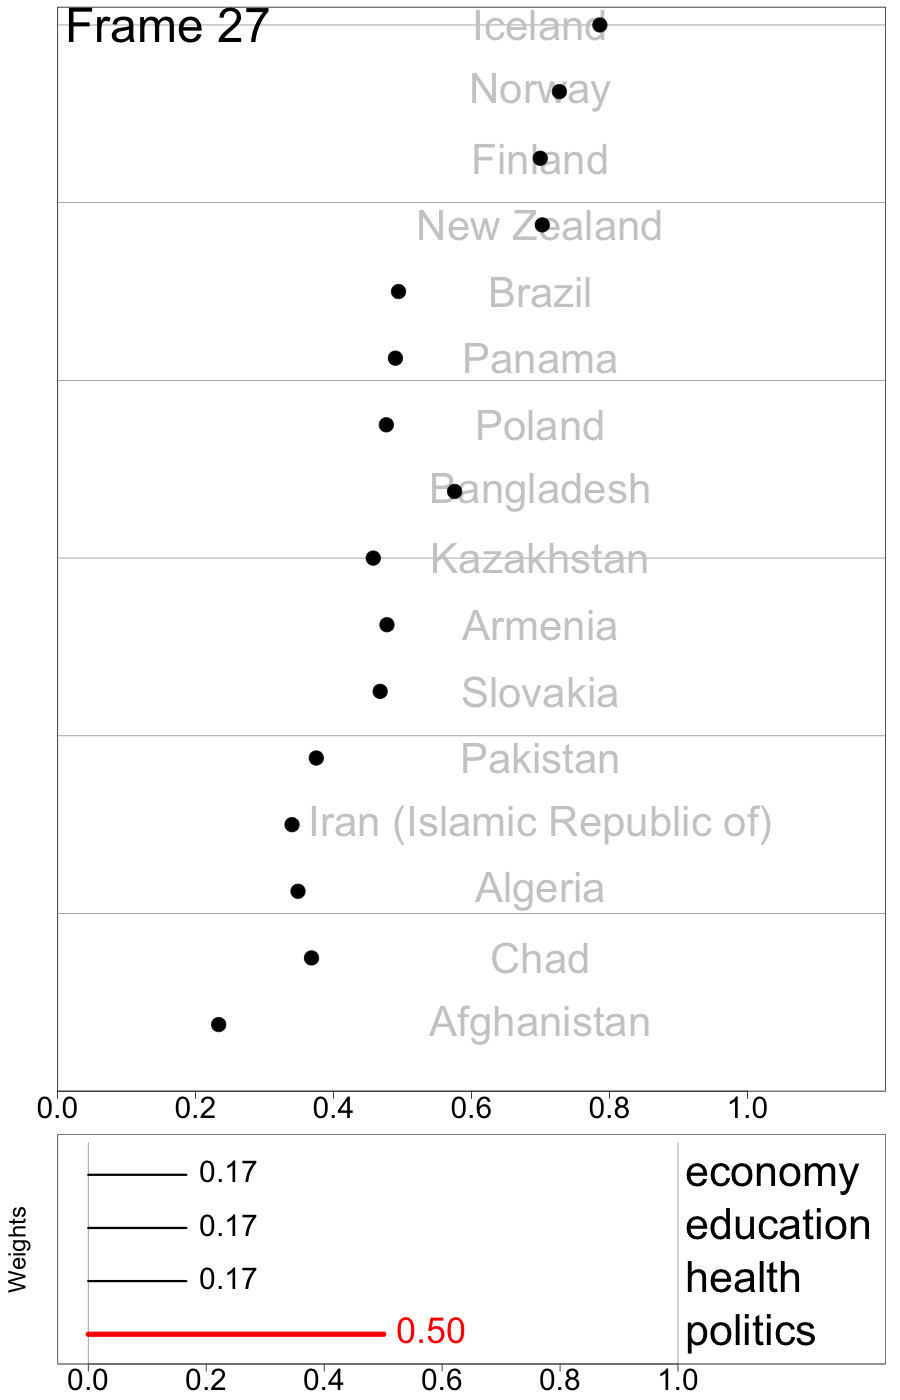 Frame 27
Iceland
Norway
Finland
New Zealand
Brazil
Panama
Poland
Bangladesh
Kazakhstan
Armenia
Slovakia
Pakistan
Iran (Islamic Republic of)
Algeria
Chad
Afghanistan
0.0 0.2 0.4 0.6 0.8 1.0
Weights
0.17 economy
0.17 education
0.17 health
0.50 politics
0.0 0.2 0.4 0.6 0.8 1.0